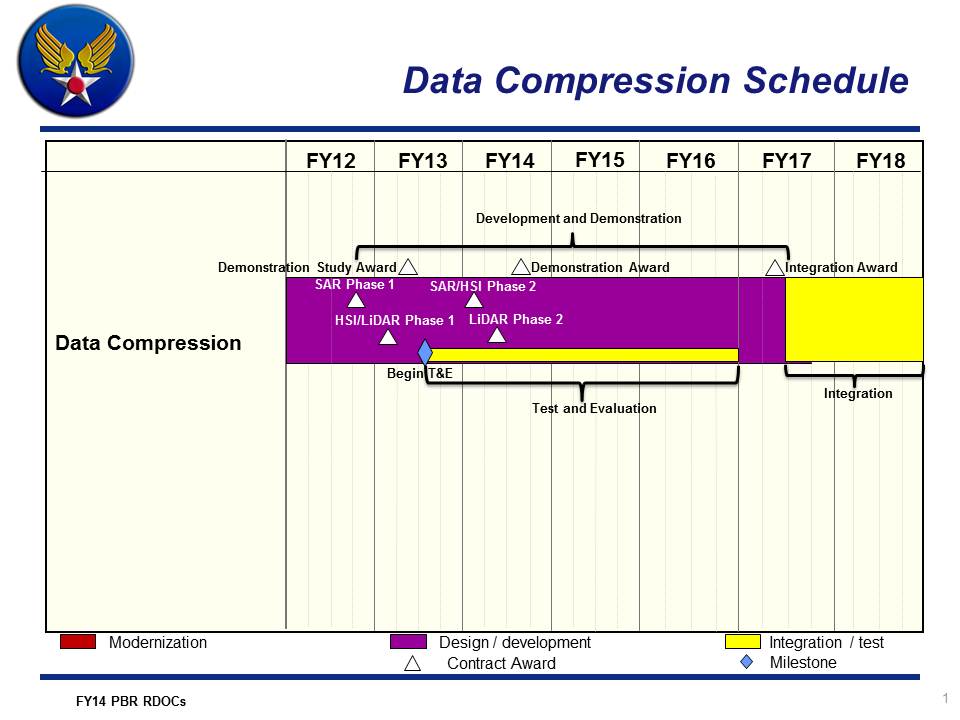 Data Compression Schedule
FY12 FY13 FY14 FY15 FY16 FY17 FY18
Development and Demonstration
Demonstration Study Award Demonstration Award Integration Award
SAR Phase 1 SAR/HSI Phase 2
HSI/LiDAR Phase 1 LiDAR Phase 2
Data Compression
Begin T&E
Integration
Test and Evaluation
Modernization Design / development Integration / test
Contract Award Milestone
FY14 PBR RDOCs
1